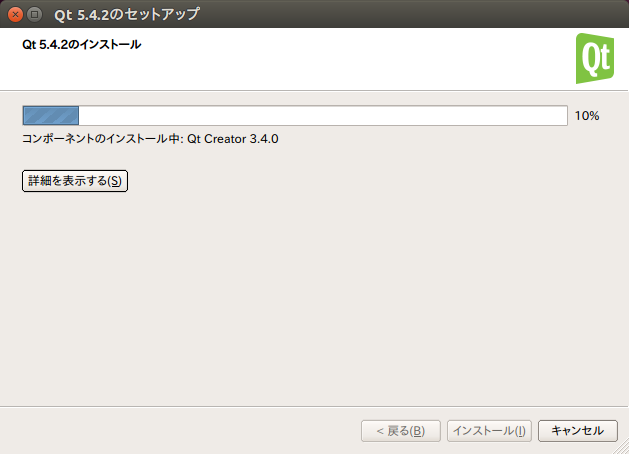 Qt 5.4.2のセットアップ
Qt 5.4.2のインストール
Qt
10%
コンポーネントのインストール中: Qt Creator 3.4.0
詳細を表示する(S)
< 戻る(B)
インストール(I)
キャンセル